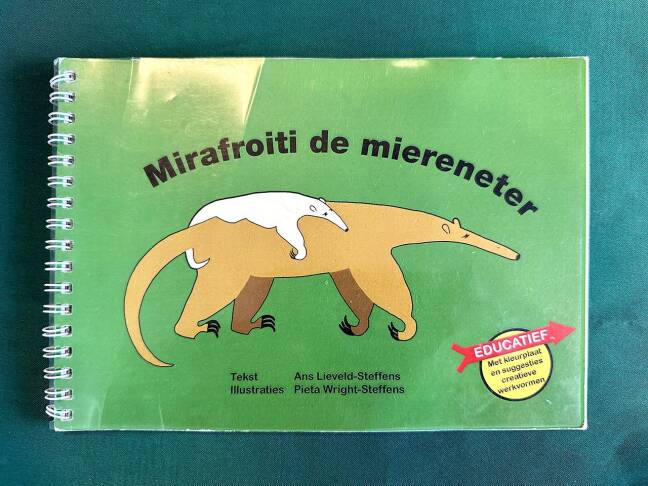 Mirafroiti de miereneter
Tekst Ans Lieveld-Steffens
Illustraties Pieta Wright-Steffens
EDUCATIEF
Met kleurplaat
en suggesties
creatieve
werkvormen